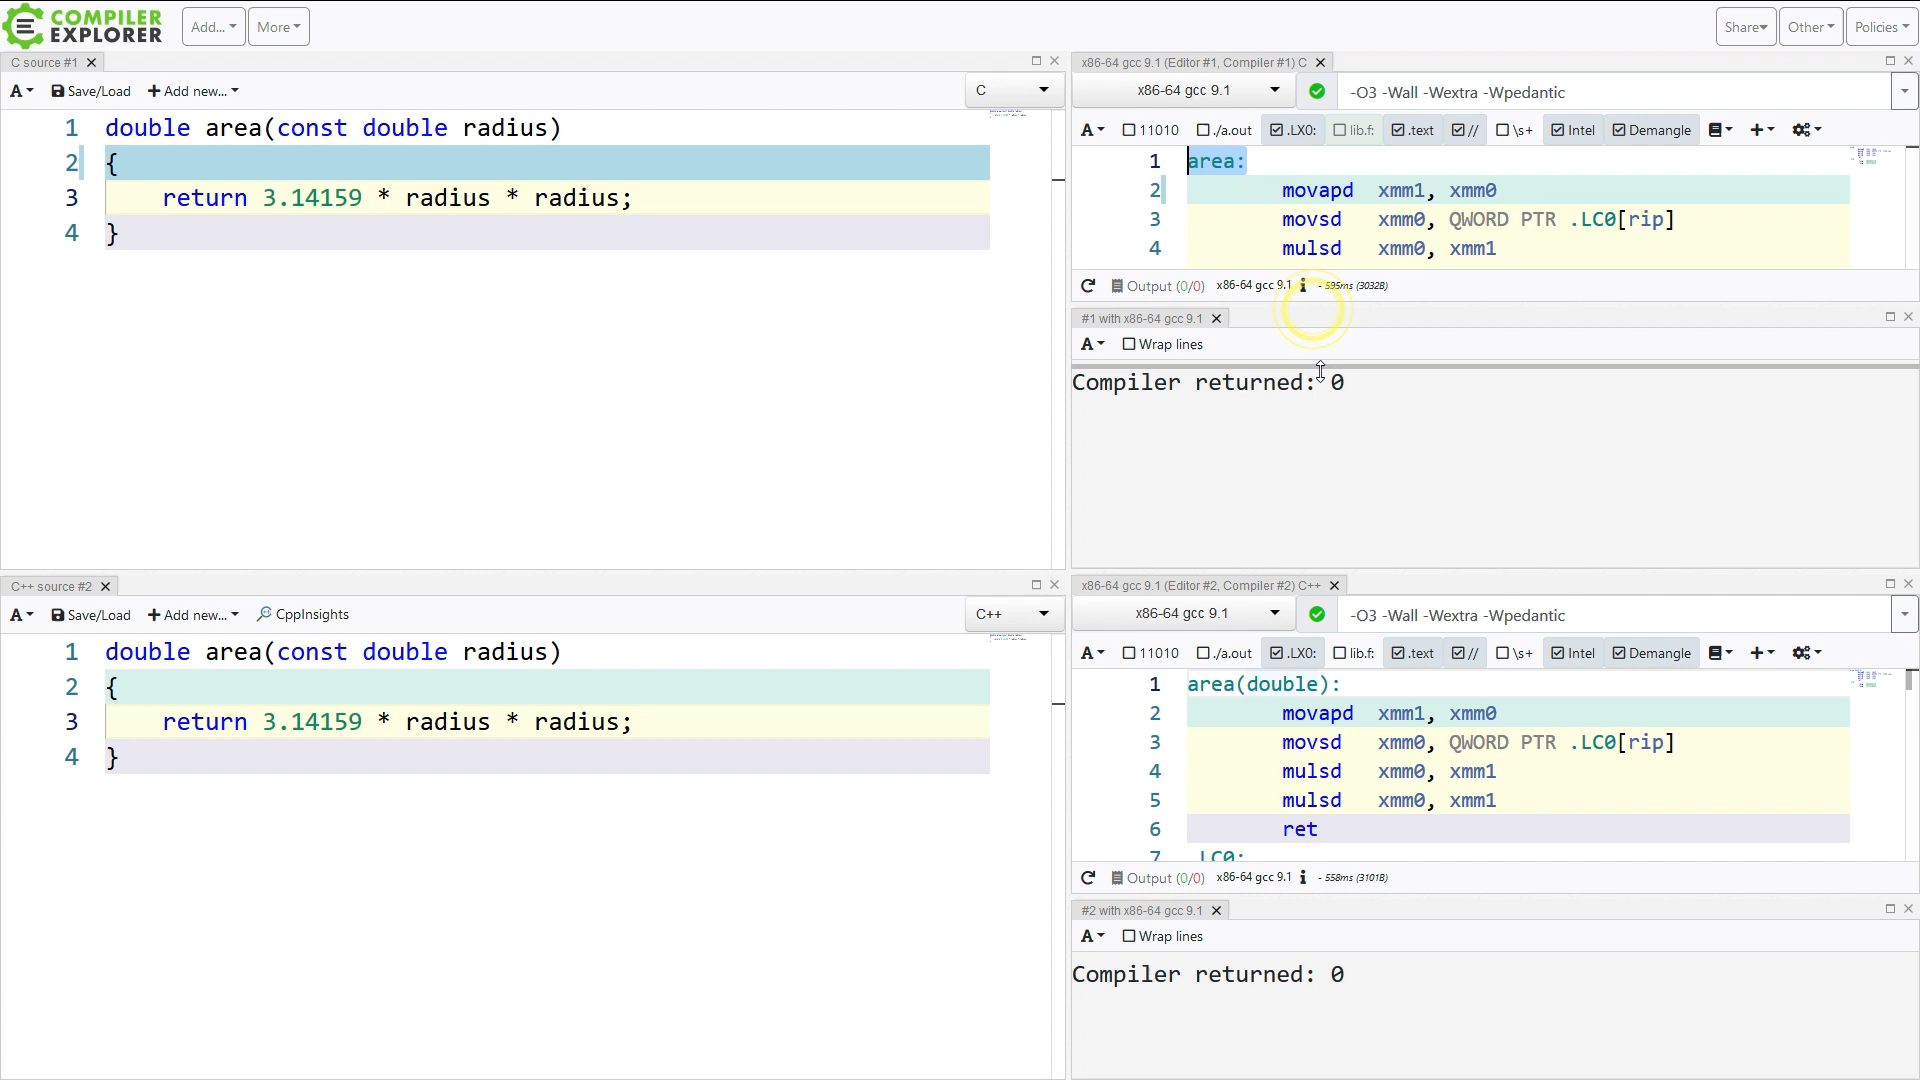 COMPILER
EXPLORER
Add...
More
Share
Other
Policies
C source #1
A
Save/Load
Add new...
C
1 double area(const double radius)
2 {
3 return 3.14159 * radius * radius;
4 }
x86-64 gcc 9.1 (Editor #1, Compiler #1) C
x86-64 gcc 9.1
-O3 -Wall -Wextra -Wpedantic
A
11010
./a.out
.LX0:
lib.f:
.text
//
\s+
Intel
Demangle
1 area:
2 movapd xmm1, xmm0
3 movsd xmm0, QWORD PTR .LC0[rip]
4 mulsd xmm0, xmm1
Output (0/0) x86-64 gcc 9.1 i - 595ms (3032B)
#1 with x86-64 gcc 9.1
A
Wrap lines
Compiler returned: 0
C++ source #2
A
Save/Load
Add new...
CppInsights
C++
1 double area(const double radius)
2 {
3 return 3.14159 * radius * radius;
4 }
x86-64 gcc 9.1 (Editor #2, Compiler #2) C++
x86-64 gcc 9.1
-O3 -Wall -Wextra -Wpedantic
A
11010
./a.out
.LX0:
lib.f:
.text
//
\s+
Intel
Demangle
1 area(double):
2 movapd xmm1, xmm0
3 movsd xmm0, QWORD PTR .LC0[rip]
4 mulsd xmm0, xmm1
5 mulsd xmm0, xmm1
6 ret
7 .LC0:
Output (0/0) x86-64 gcc 9.1 i - 558ms (3101B)
#2 with x86-64 gcc 9.1
A
Wrap lines
Compiler returned: 0